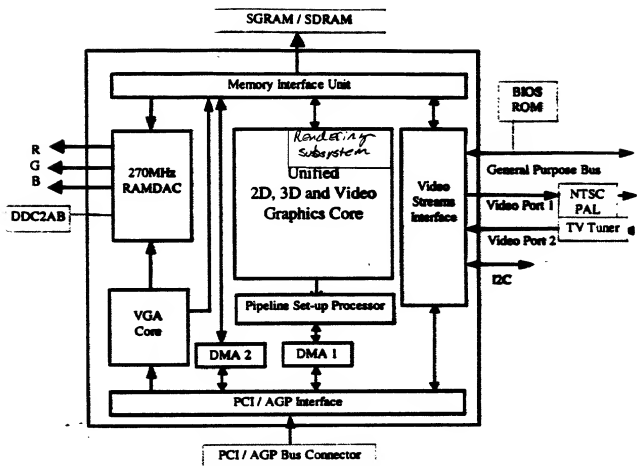 SGRAM / SDRAM
Memory Interface Unit
BIOS
ROM
R
G
B
270MHz
RAMDAC
Rendering
subsystem
Unified
2D, 3D and Video
Graphics Core
Video
Streams
Interface
General Purpose Bus
Video Port 1
NTSC
PAL
Video Port 2
TV Tuner
I2C
DDC2AB
VGA
Core
Pipeline Set-up Processor
DMA 2
DMA 1
PCI / AGP Interface
PCI / AGP Bus Connector